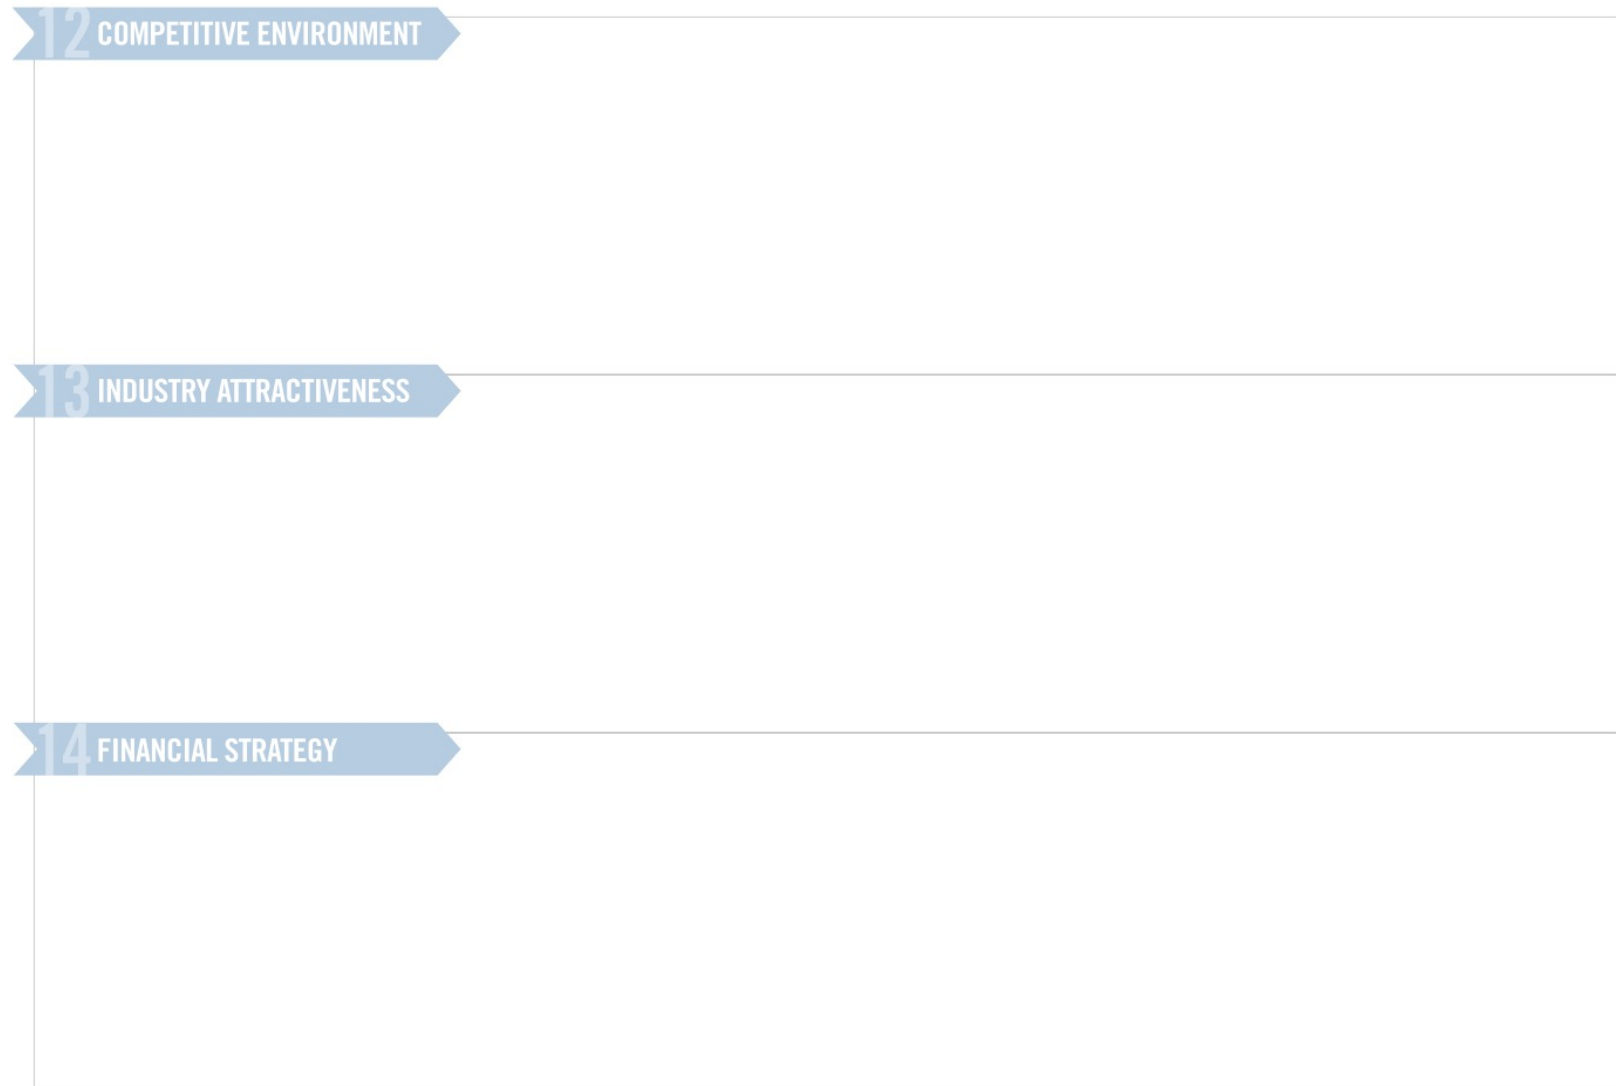 12 COMPETITIVE ENVIRONMENT
13 INDUSTRY ATTRACTIVENESS
14 FINANCIAL STRATEGY